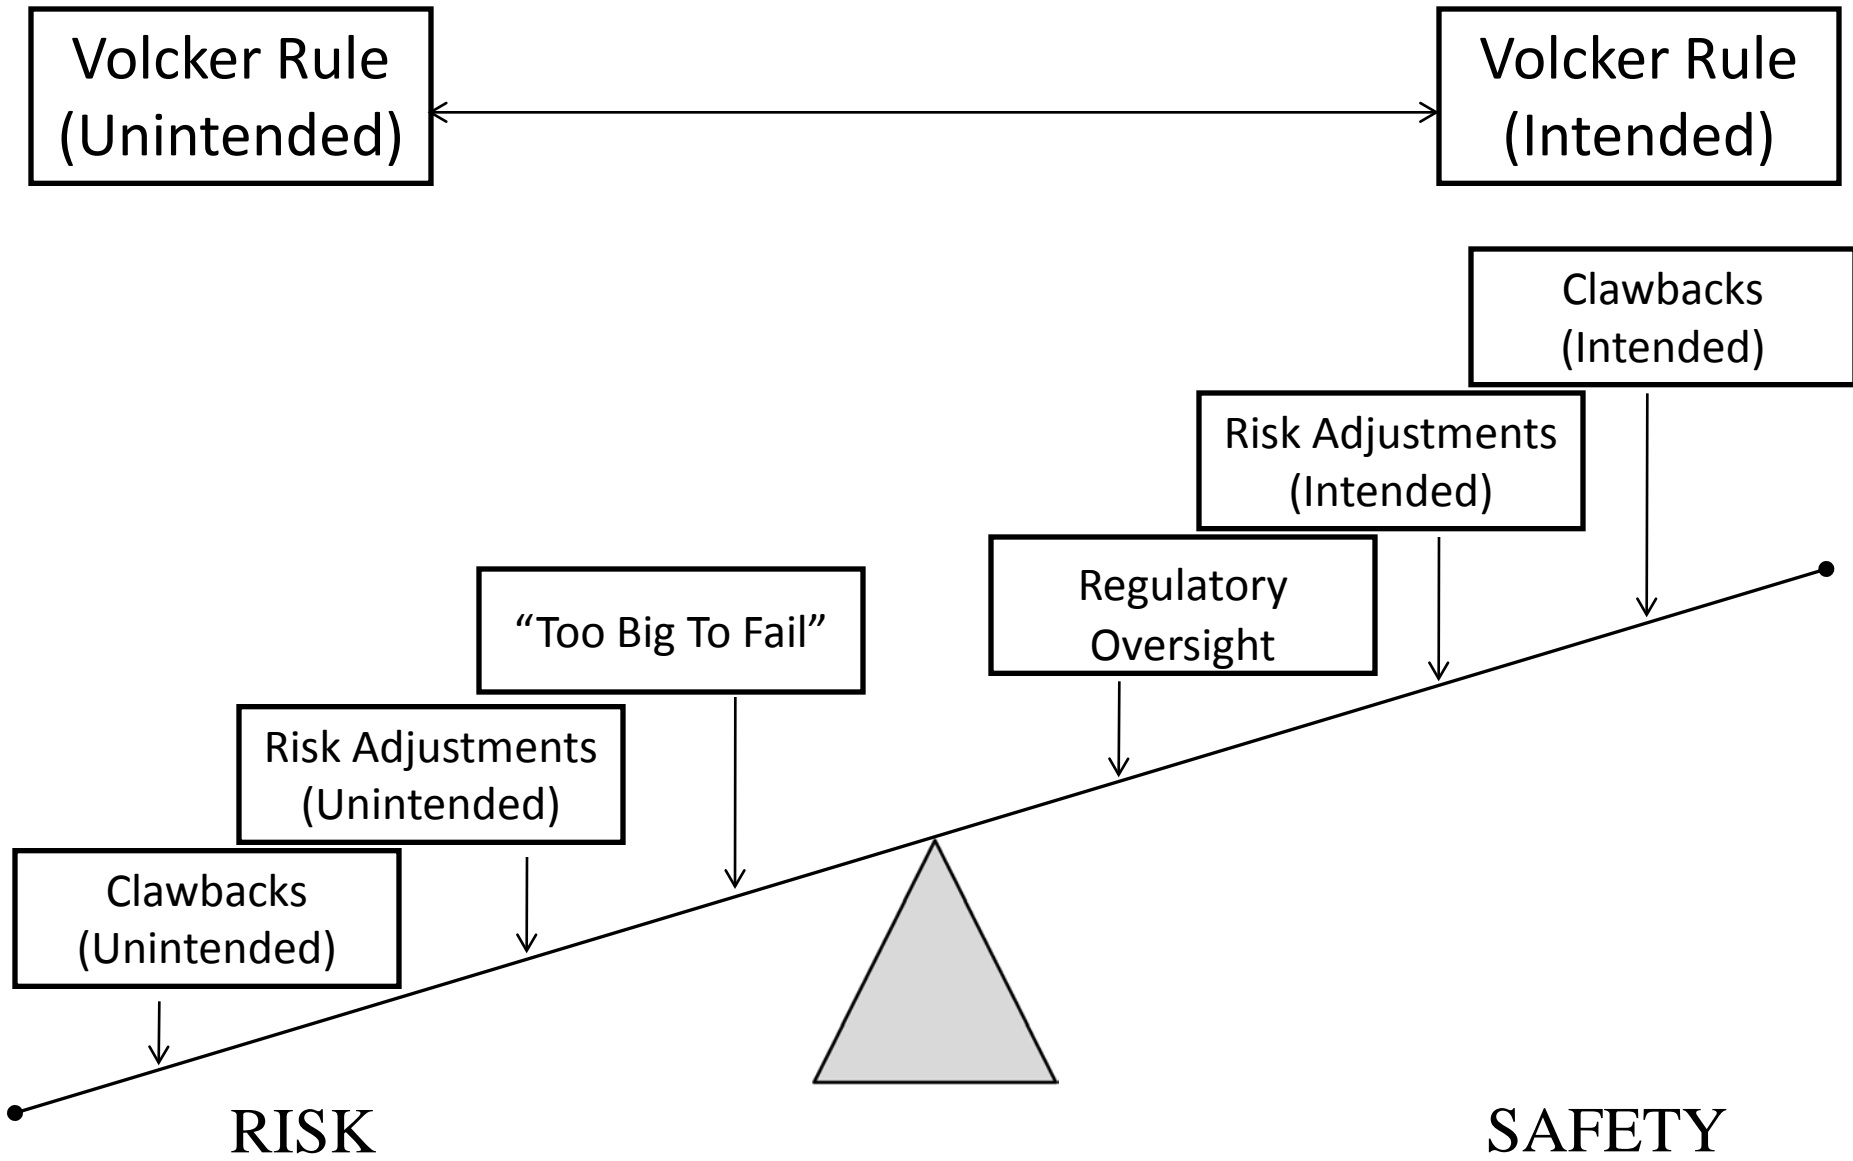 Volcker Rule
(Unintended)
Volcker Rule
(Intended)
Clawbacks
(Intended)
Risk Adjustments
(Intended)
Regulatory
Oversight
“Too Big To Fail”
Risk Adjustments
(Unintended)
Clawbacks
(Unintended)
RISK
SAFETY